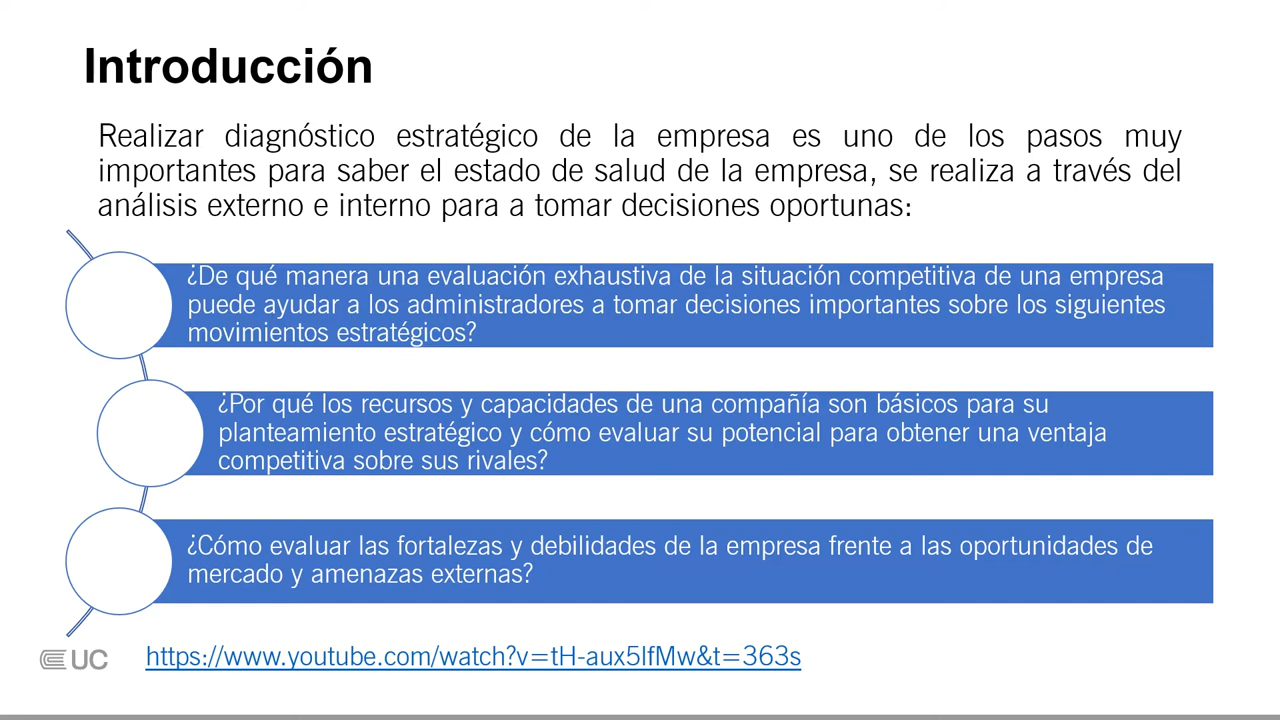 Introducción
Realizar diagnóstico estratégico de la empresa es uno de los pasos muy
importantes para saber el estado de salud de la empresa, se realiza a través del
análisis externo e interno para a tomar decisiones oportunas:
¿De qué manera una evaluación exhaustiva de la situación competitiva de una empresa
puede ayudar a los administradores a tomar decisiones importantes sobre los siguientes
movimientos estratégicos?
¿Por qué los recursos y capacidades de una compañía son básicos para su
planteamiento estratégico y cómo evaluar su potencial para obtener una ventaja
competitiva sobre sus rivales?
¿Cómo evaluar las fortalezas y debilidades de la empresa frente a las oportunidades de
mercado y amenazas externas?
UC
https://www.youtube.com/watch?v=tH-aux5lfMw&t=363s